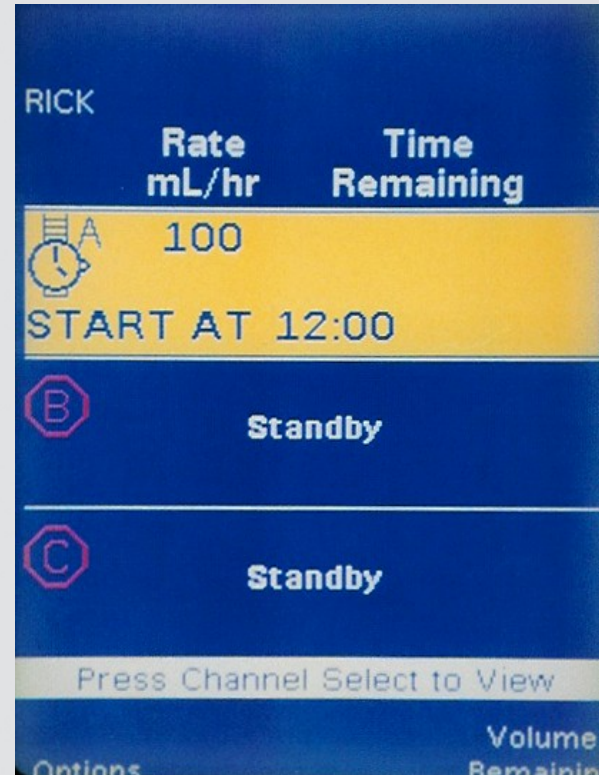 RICK
Rate Time
mL/hr Remaining
A 100
START AT 12:00
B Standby
C Standby
Press Channel Select to View
Volume
Options Remainin